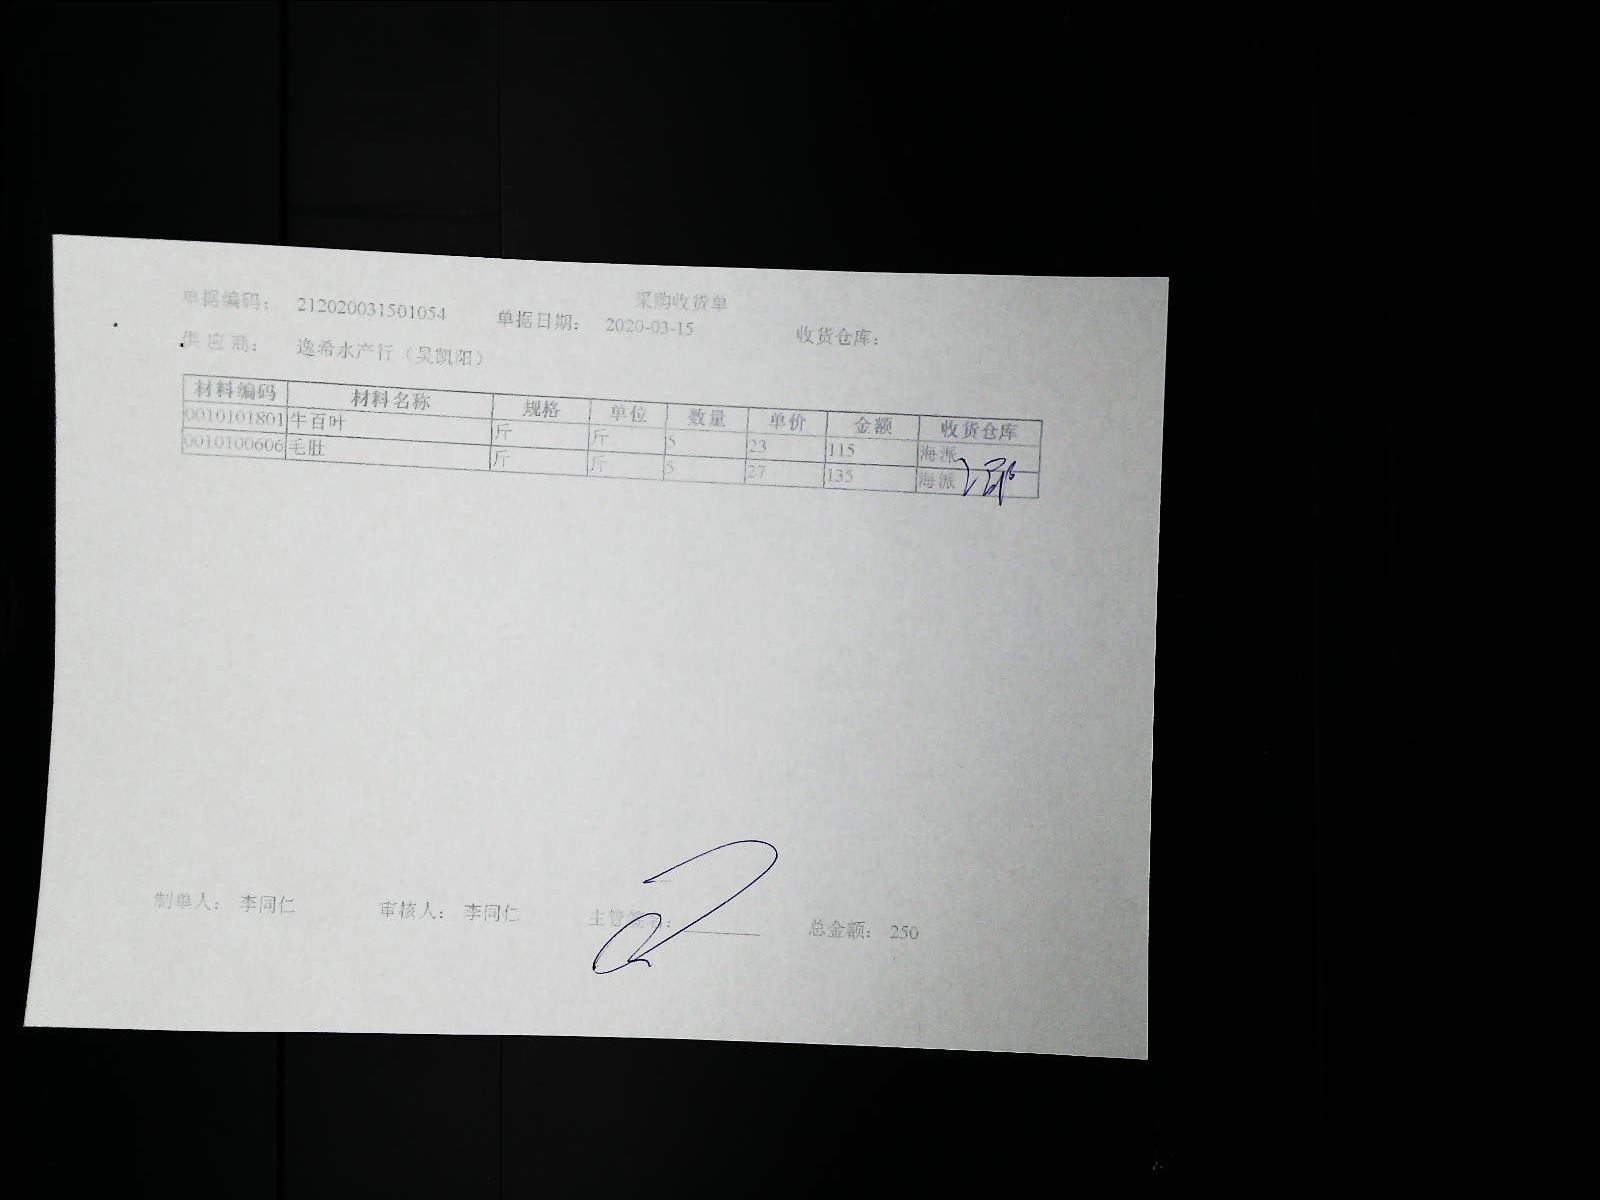 采购收货单
单据编码： 212020031501054 单据日期： 2020-03-15 收货仓库：
供 应 商： 逸希水产行（吴凯阳）
材料编码 材料名称 规格 单位 数量 单价 金额 收货仓库
0010101801 牛百叶 斤 斤 5 23 115 海派
0010100606 毛肚 斤 斤 5 27 135 海派
制单人： 李同仁 审核人： 李同仁 主管签名： 总金额： 250